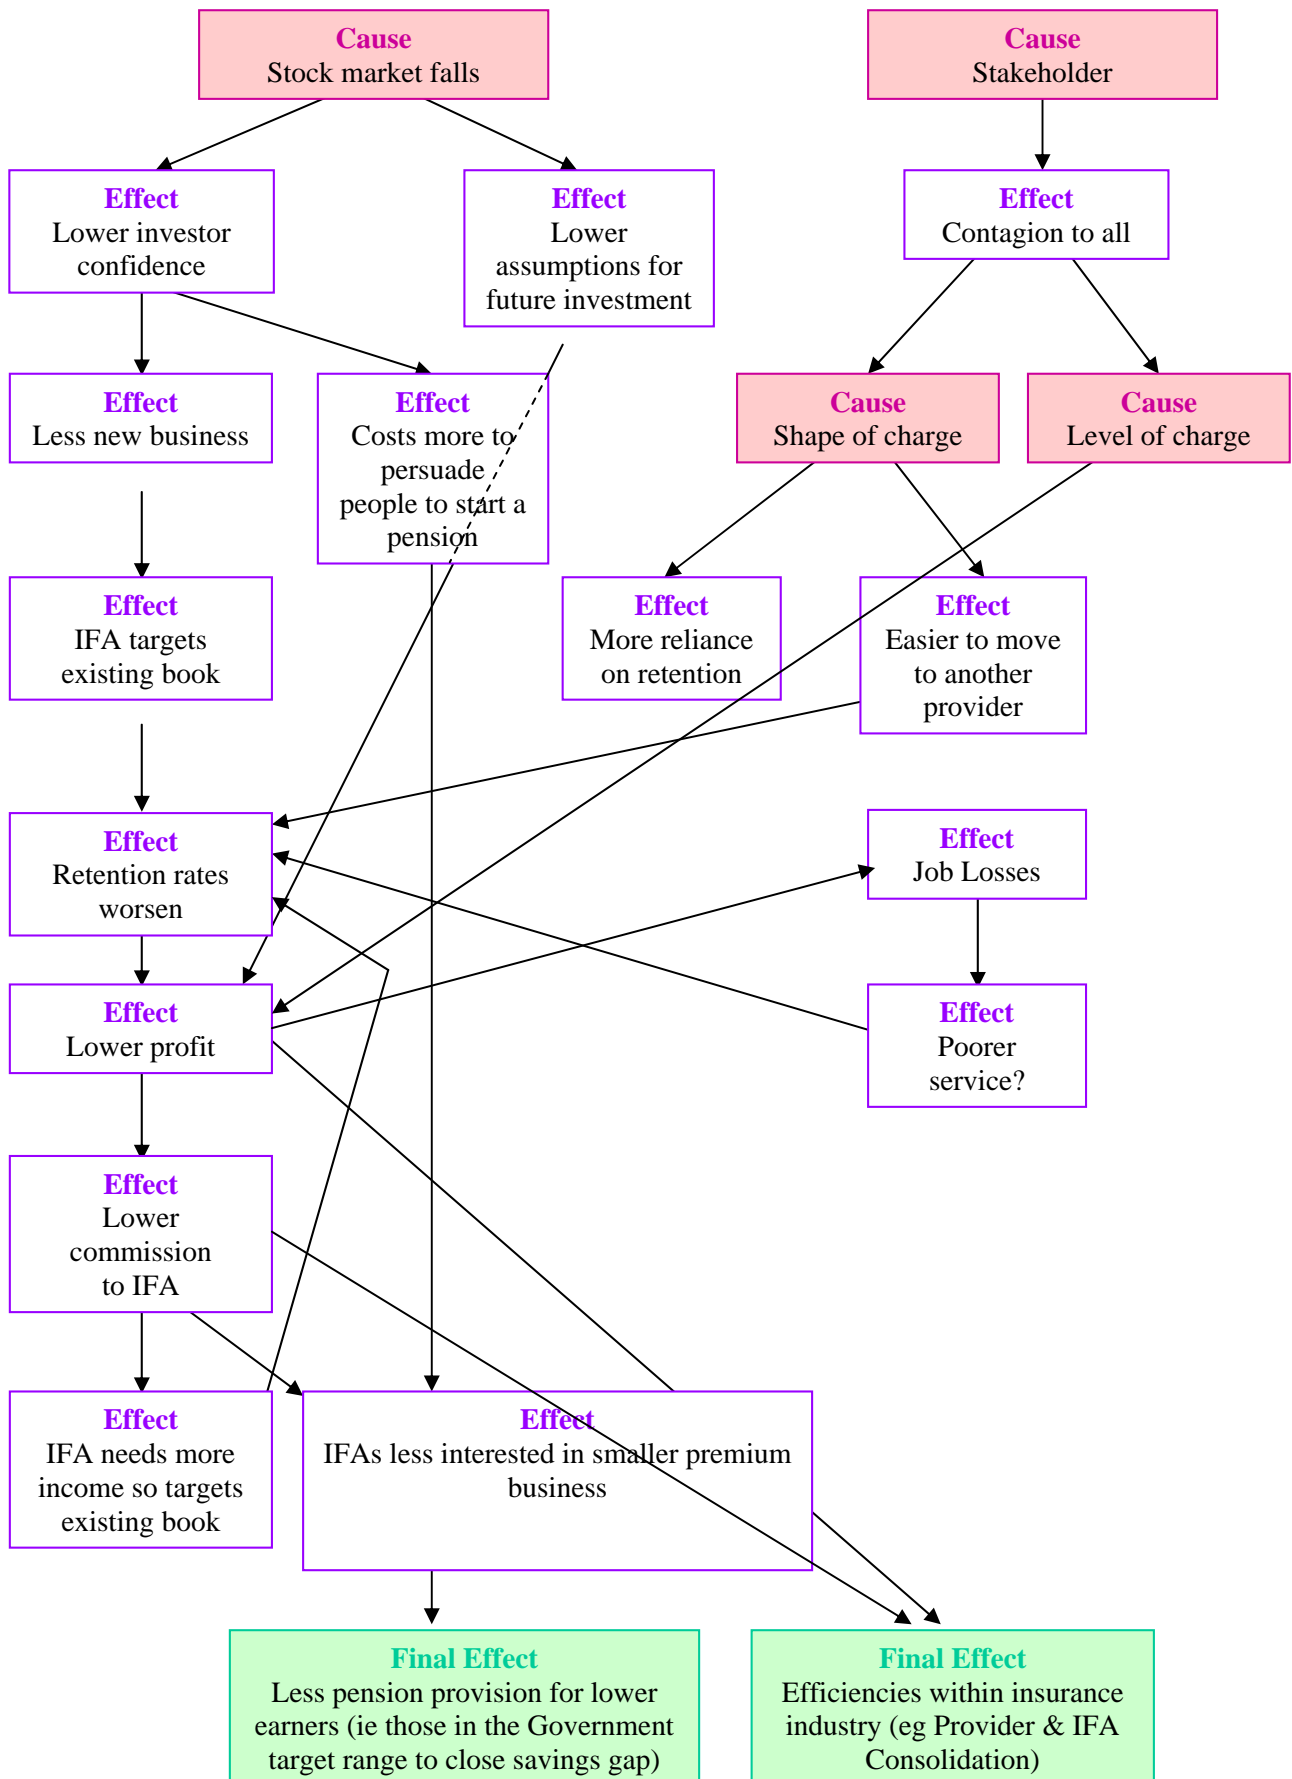 Cause
Stock market falls
Cause
Stakeholder
Effect
Lower investor
confidence
Effect
Lower
assumptions for
future investment
Effect
Contagion to all
Effect
Less new business
Effect
Costs more to
persuade
people to start a
pension
Cause
Shape of charge
Cause
Level of charge
Effect
IFA targets
existing book
Effect
More reliance
on retention
Effect
Easier to move
to another
provider
Effect
Retention rates
worsen
Effect
Job Losses
Effect
Lower profit
Effect
Poorer
service?
Effect
Lower
commission
to IFA
Effect
IFA needs more
income so targets
existing book
Effect
IFAs less interested in smaller premium
business
Final Effect
Less pension provision for lower
earners (ie those in the Government
target range to close savings gap)
Final Effect
Efficiencies within insurance
industry (eg Provider & IFA
Consolidation)